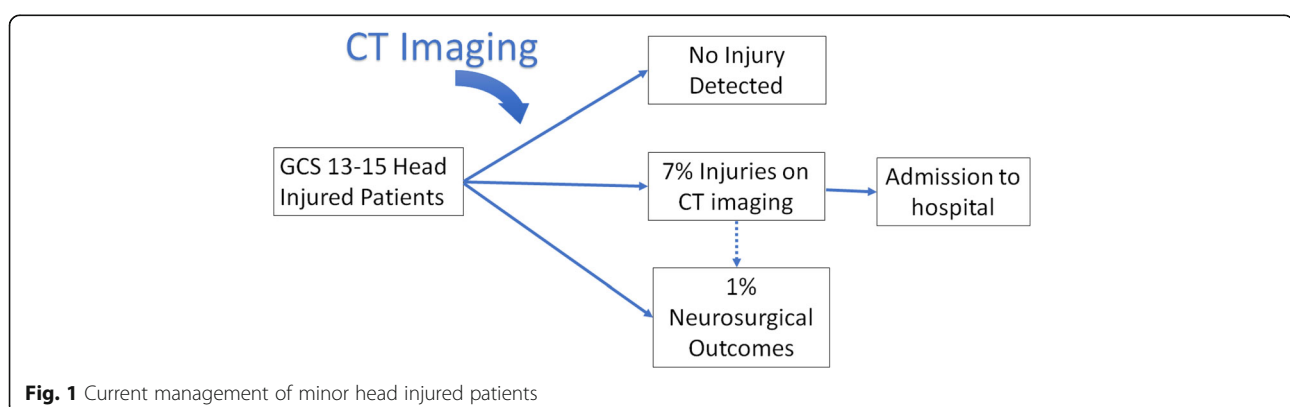 CT Imaging
No Injury
Detected
GCS 13-15 Head
Injured Patients
7% Injuries on
CT imaging
Admission to
hospital
1%
Neurosurgical
Outcomes
Fig. 1 Current management of minor head injured patients